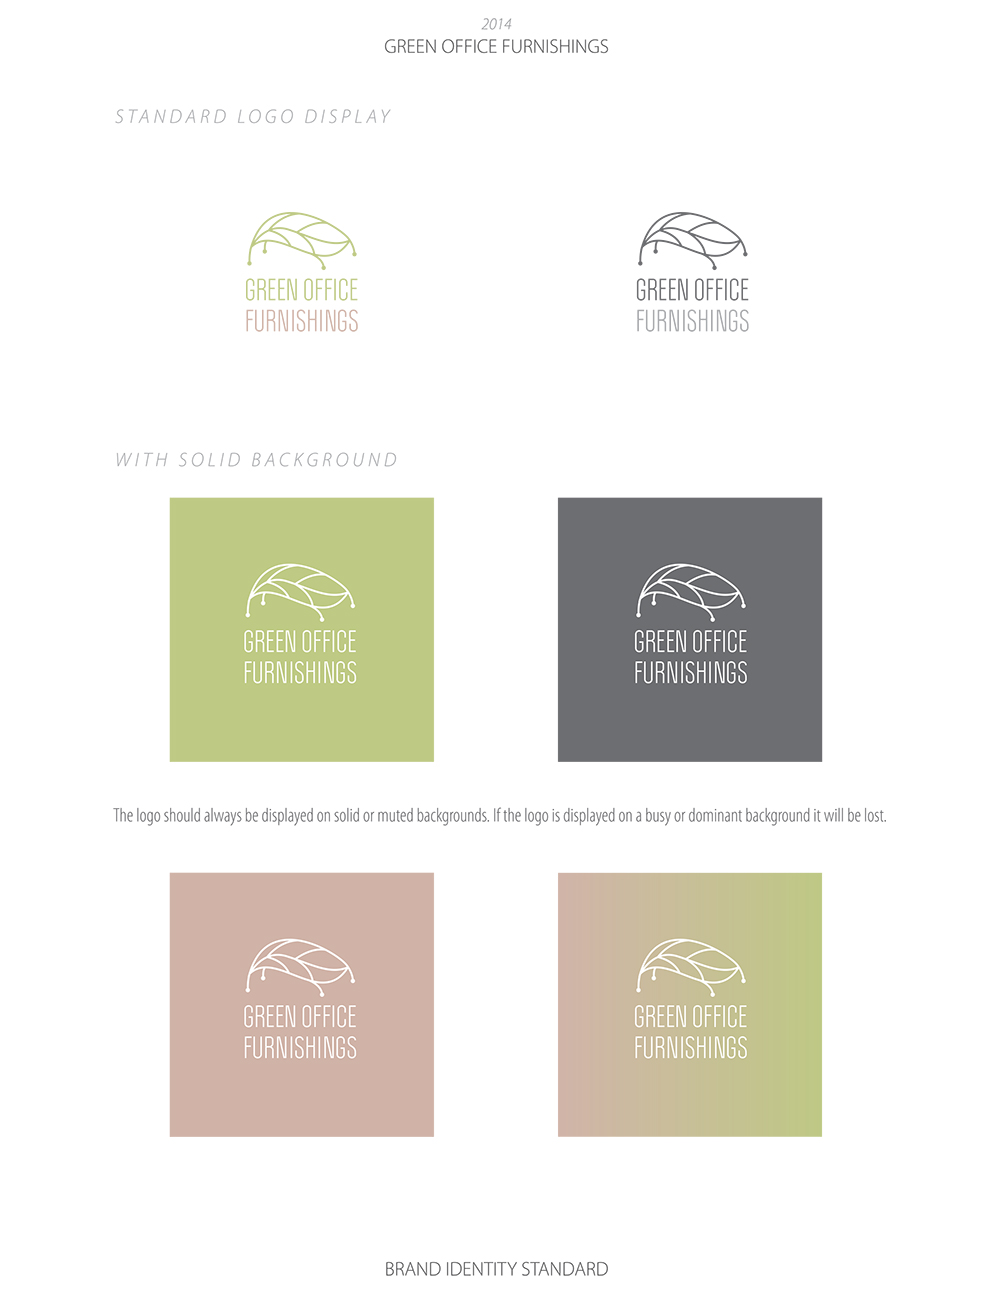 2014
GREEN OFFICE FURNISHINGS
STANDARD LOGO DISPLAY
GREEN OFFICE
FURNISHINGS
GREEN OFFICE
FURNISHINGS
WITH SOLID BACKGROUND
GREEN OFFICE
FURNISHINGS
GREEN OFFICE
FURNISHINGS
The logo should always be displayed on solid or muted backgrounds. If the logo is displayed on a busy or dominant background it will be lost.
GREEN OFFICE
FURNISHINGS
GREEN OFFICE
FURNISHINGS
BRAND IDENTITY STANDARD